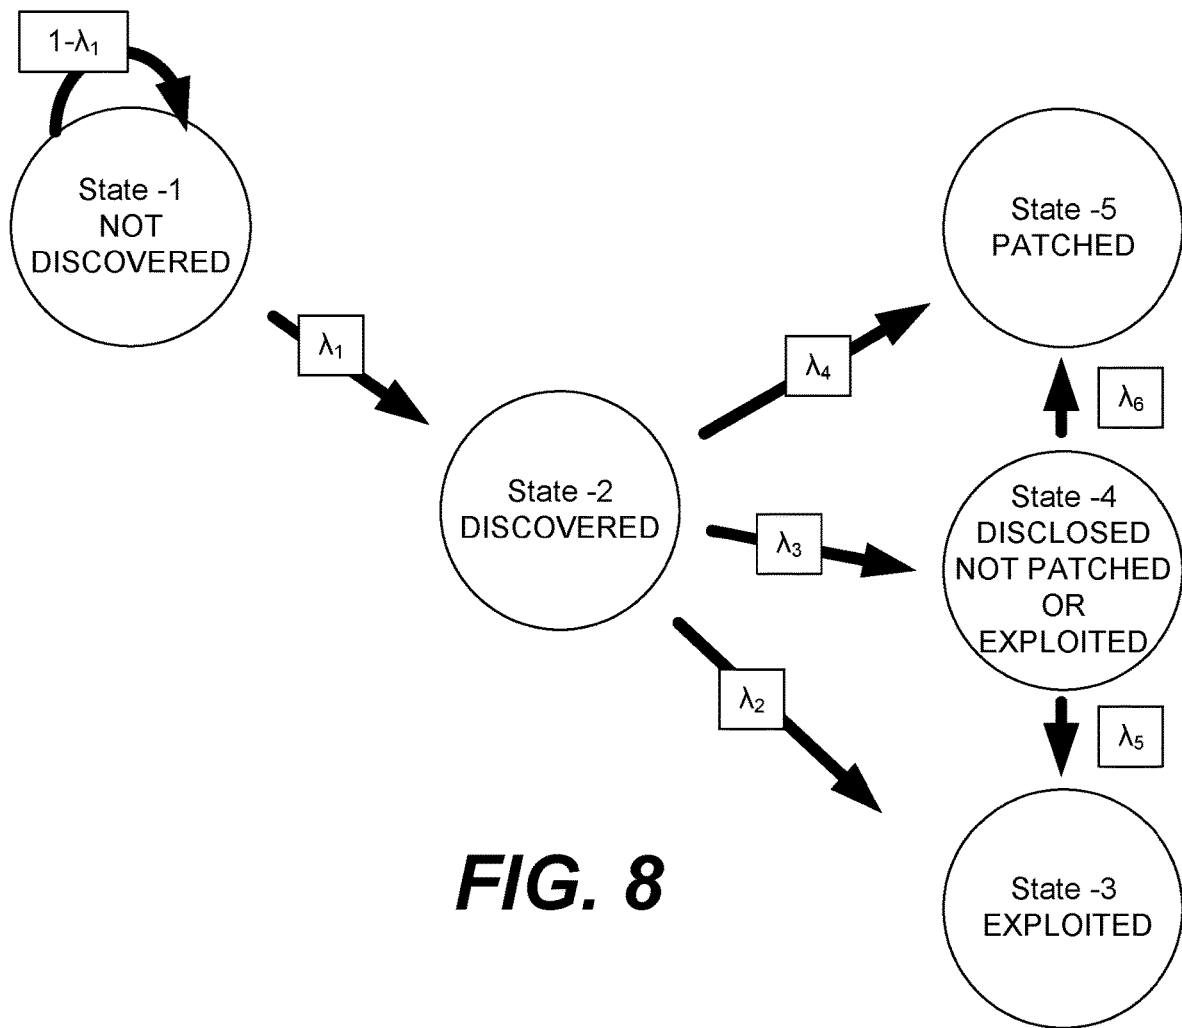 1-λ₁
State -1
NOT
DISCOVERED
λ₁
State -2
DISCOVERED
λ₄
λ₃
λ₂
State -5
PATCHED
λ₆
State -4
DISCLOSED
NOT PATCHED
OR
EXPLOITED
λ₅
State -3
EXPLOITED
FIG. 8